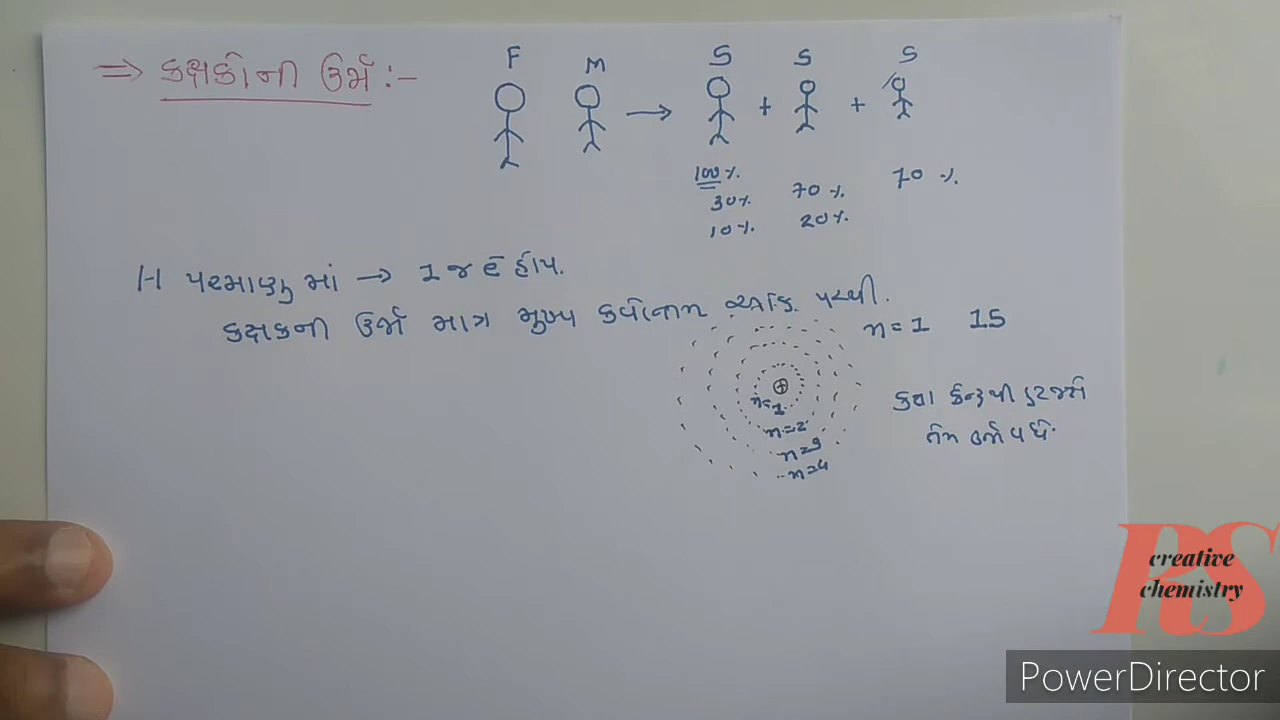 ⇒ કક્ષકોની ઉર્જા :-
F M → S + S + S
100%. 70%. 70%.
30%. 20%.
10%.
H પરમાણુ માં → 1 જ e⁻ હોય.
કક્ષકની ઉર્જા માત્ર મુખ્ય ક્વોન્ટમ આંક પરથી.
n=1 1S
n=1
n=2
n=3
n=4
કક્ષા કેન્દ્રથી દૂર જાય
તેમ ઉર્જા વધે.
RS
creative
chemistry
PowerDirector